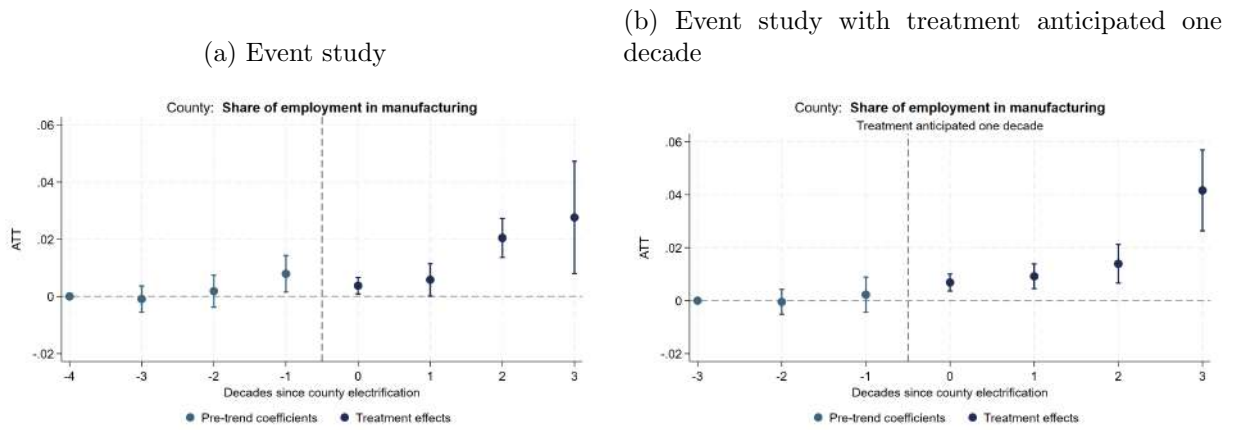 (a) Event study
(b) Event study with treatment anticipated one
decade
County: Share of employment in manufacturing
.06
.04
.02
0
-.02
ATT
-4 -3 -2 -1 0 1 2 3
Decades since county electrification
Pre-trend coefficients Treatment effects
County: Share of employment in manufacturing
Treatment anticipated one decade
.06
.04
.02
0
-.02
ATT
-3 -2 -1 0 1 2 3
Decades since county electrification
Pre-trend coefficients Treatment effects